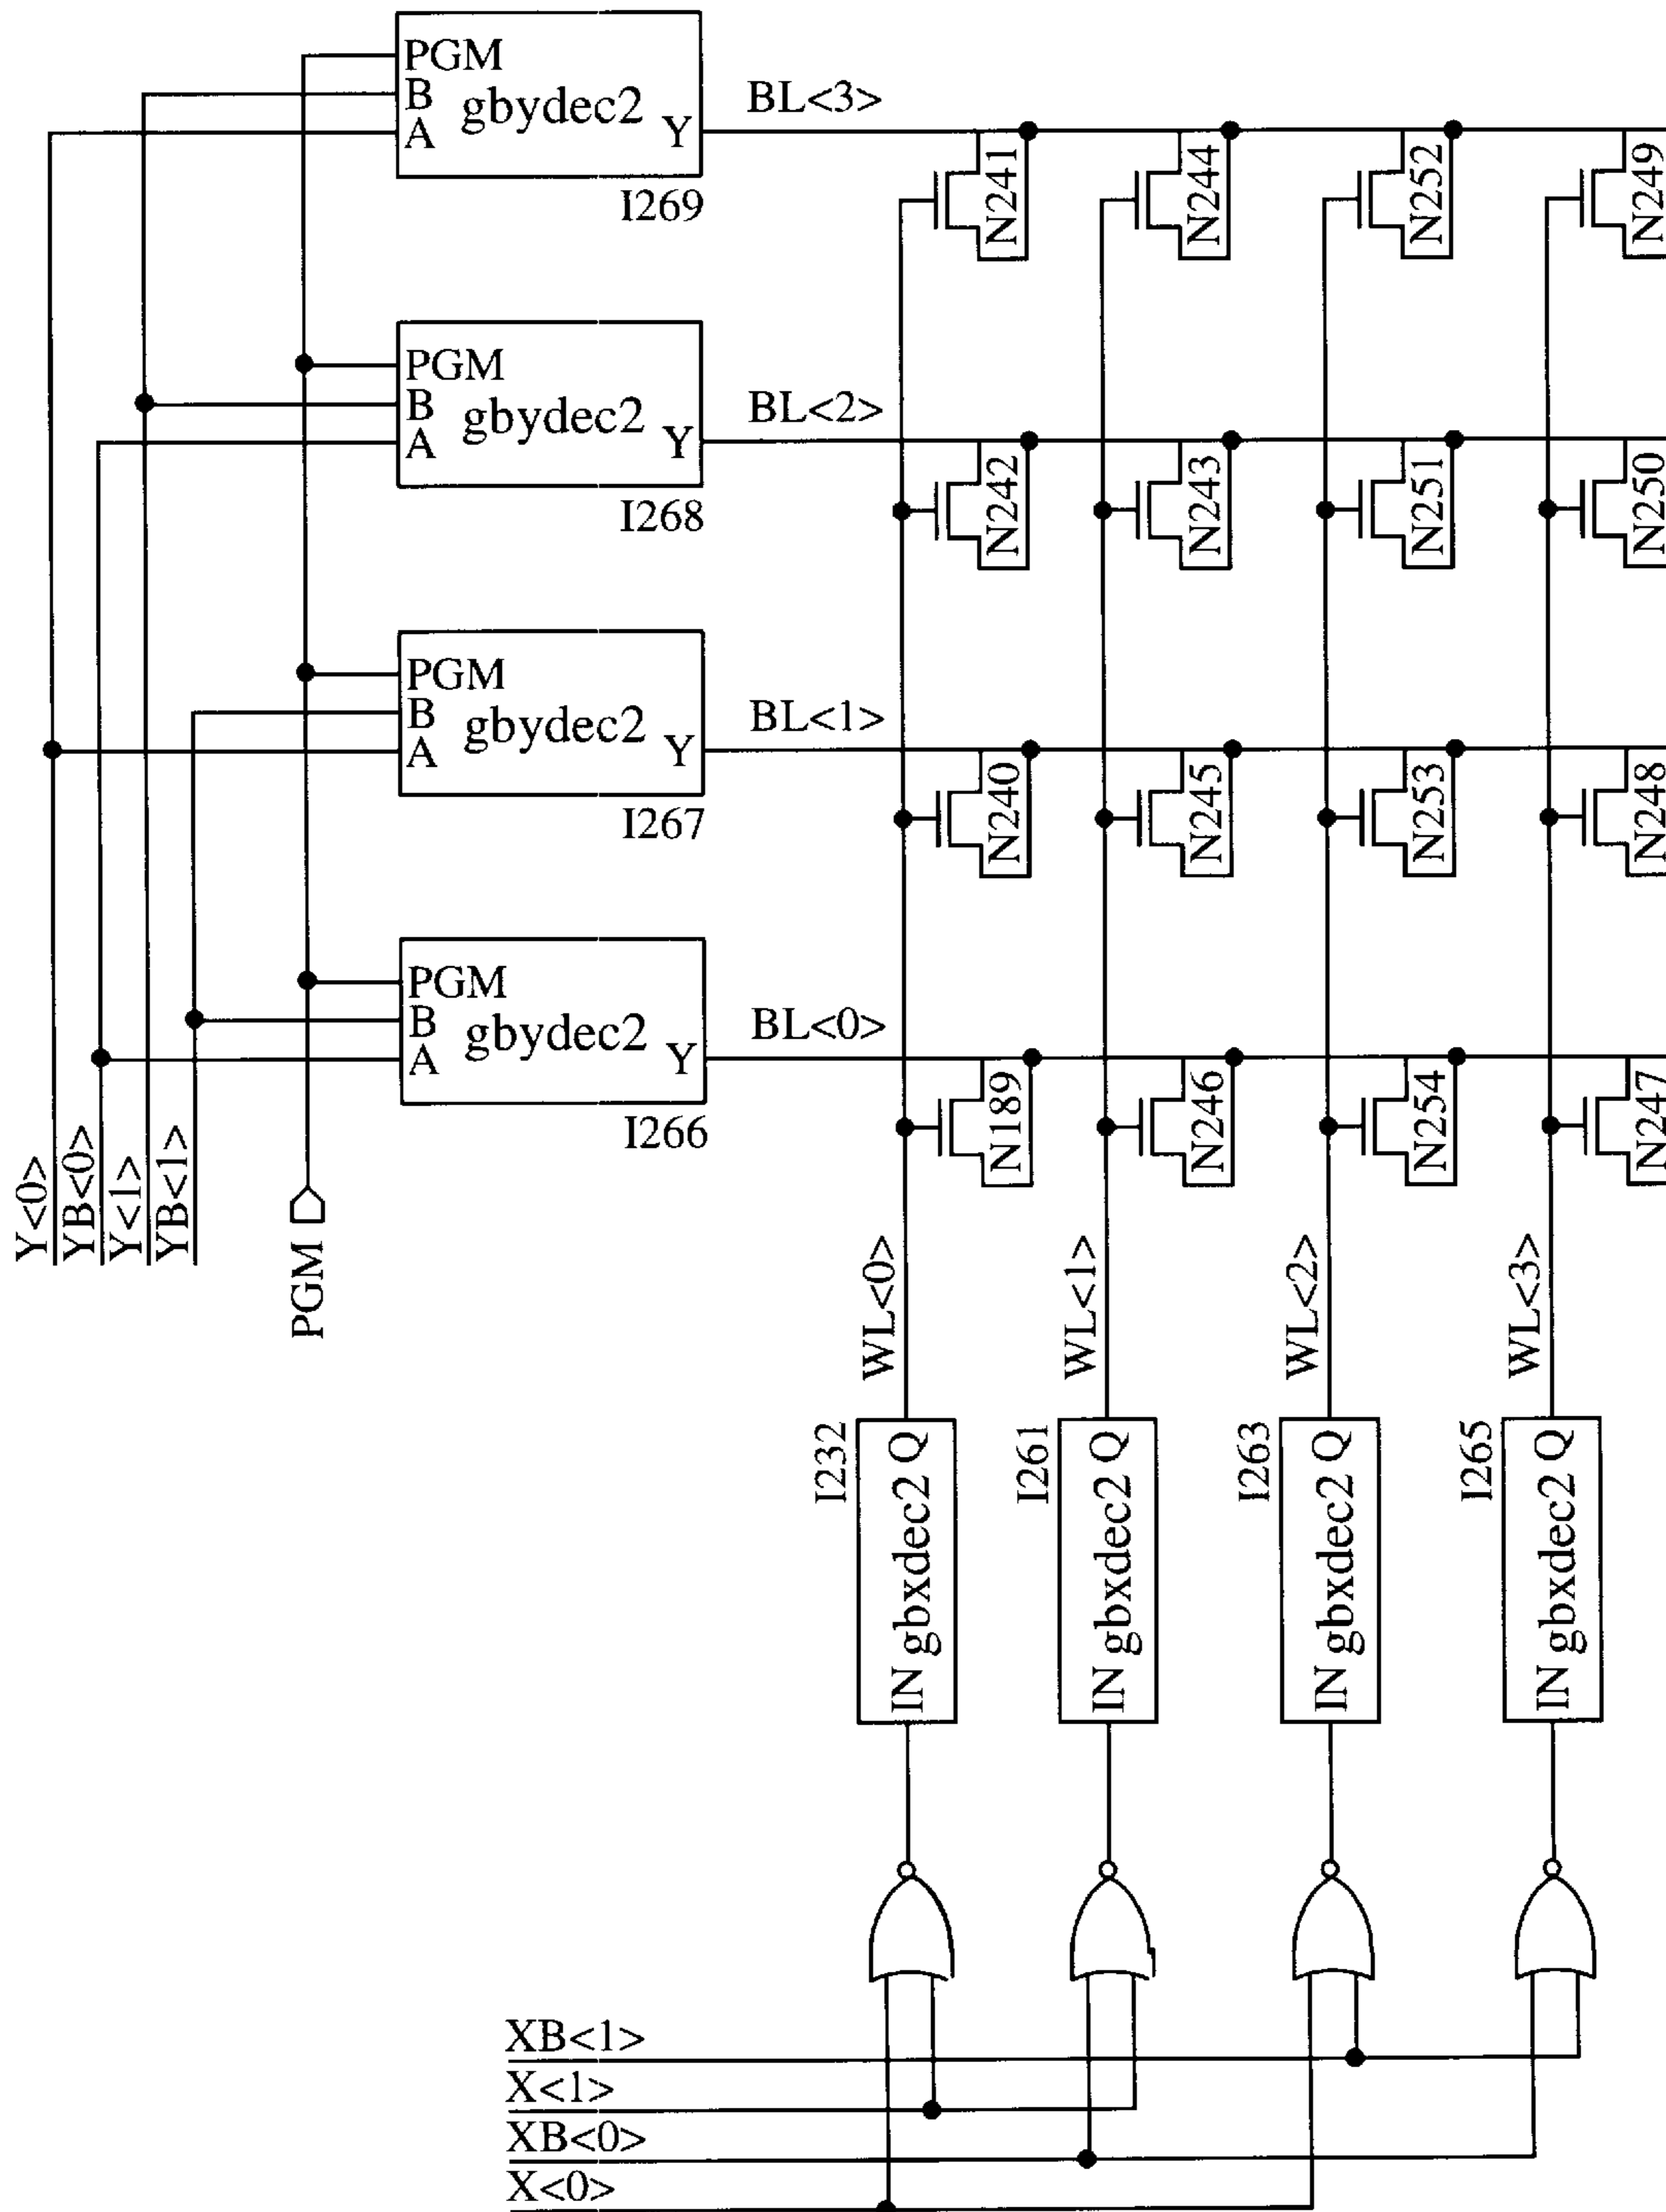 PGM
B gbydec2
A Y
BL<3>
I269
N241
N244
N252
N249
PGM
B gbydec2
A Y
BL<2>
I268
N242
N243
N251
N250
PGM
B gbydec2
A Y
BL<1>
I267
N240
N245
N253
N248
PGM
B gbydec2
A Y
BL<0>
I266
N189
N246
N254
N247
Y<0>
YB<0>
Y<1>
YB<1>
PGM
WL<0>
WL<1>
WL<2>
WL<3>
I232
IN gbxdec2 Q
I261
IN gbxdec2 Q
I263
IN gbxdec2 Q
I265
IN gbxdec2 Q
XB<1>
X<1>
XB<0>
X<0>